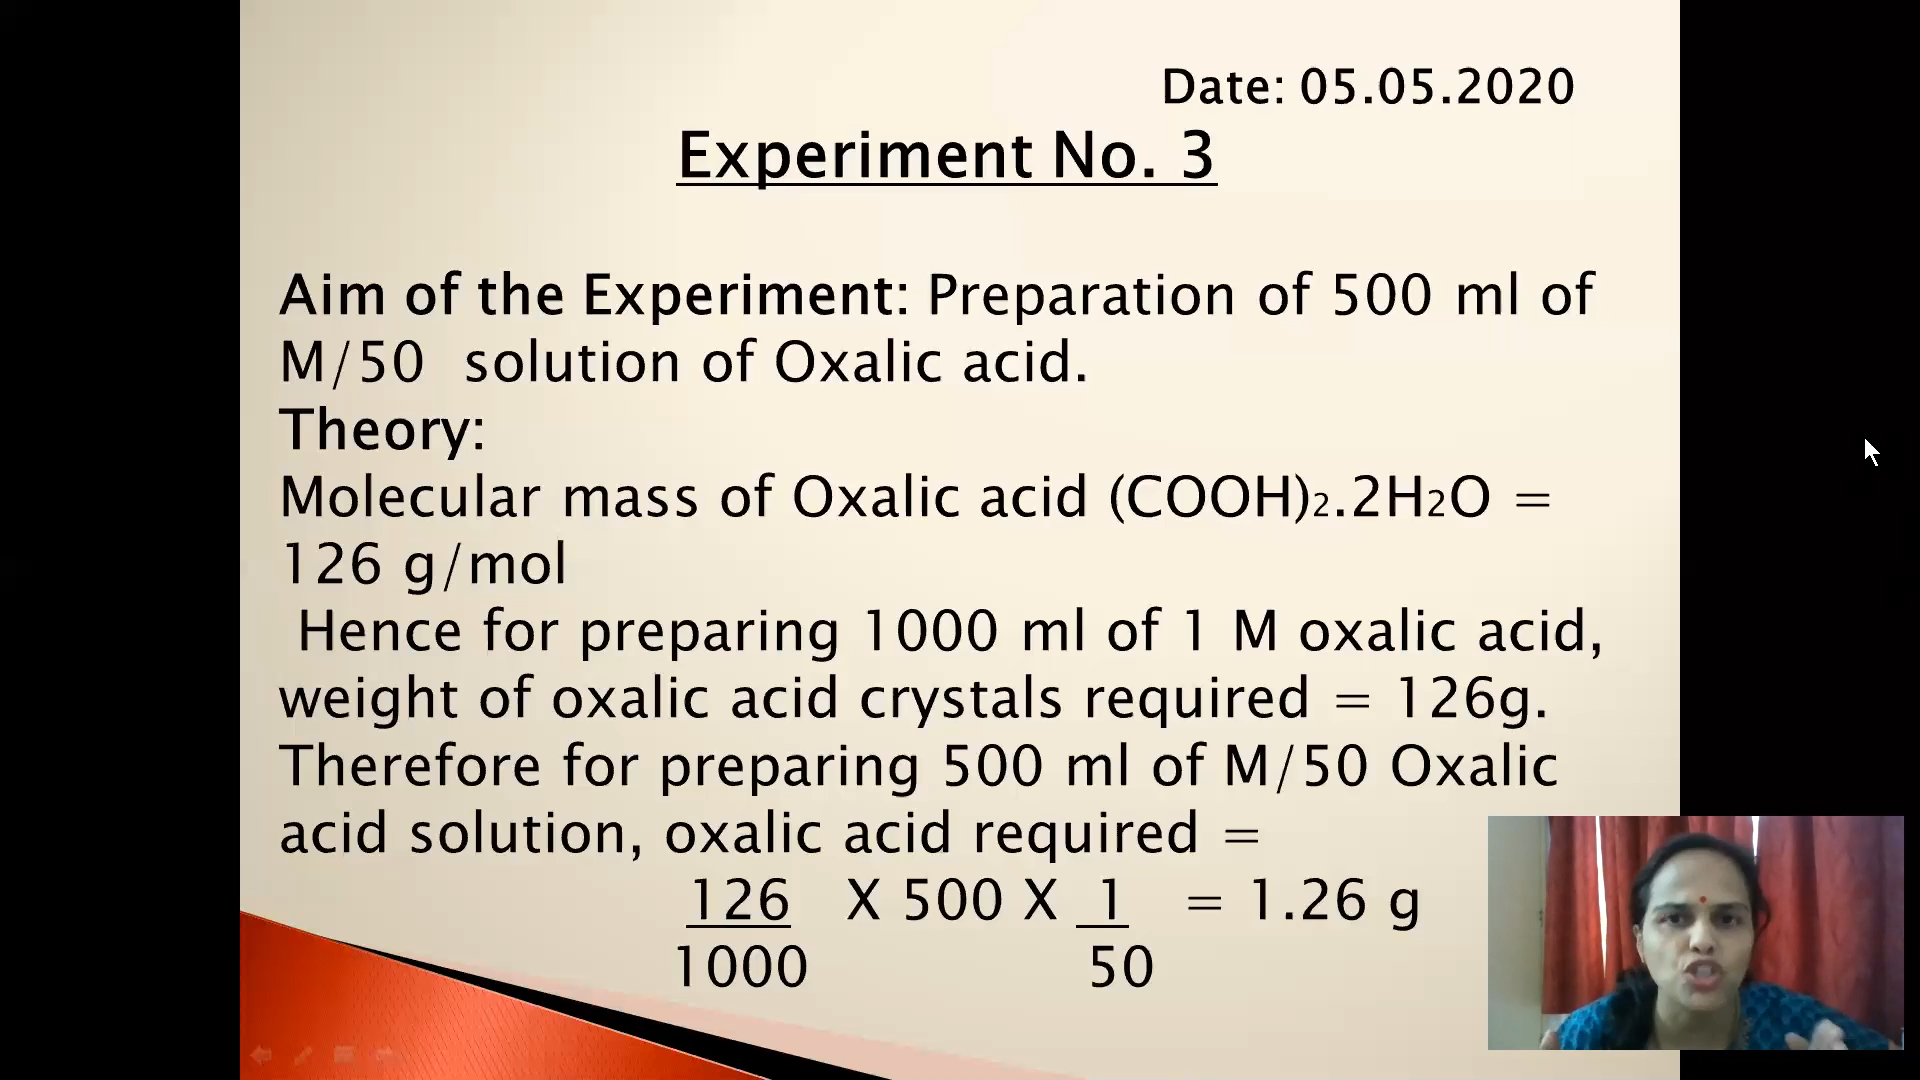 Date: 05.05.2020
Experiment No. 3
Aim of the Experiment: Preparation of 500 ml of
M/50 solution of Oxalic acid.
Theory:
Molecular mass of Oxalic acid (COOH)₂.2H₂O =
126 g/mol
Hence for preparing 1000 ml of 1 M oxalic acid,
weight of oxalic acid crystals required = 126g.
Therefore for preparing 500 ml of M/50 Oxalic
acid solution, oxalic acid required =
126 X 500 X 1 = 1.26 g
1000 50